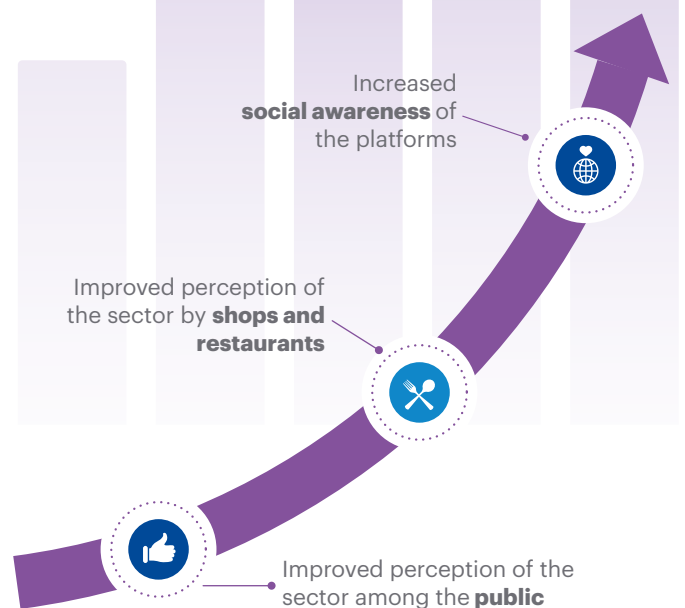 Increased
social awareness of
the platforms
Improved perception of
the sector by shops and
restaurants
Improved perception of the
sector among the public